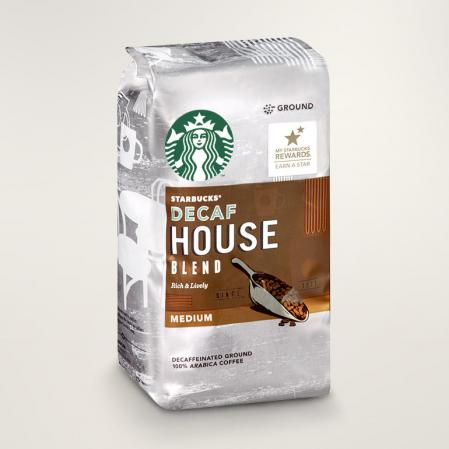 GROUND
MY STARBUCKS
REWARDS
EARN A STAR
STARBUCKS®
DECAF
HOUSE
BLEND
Rich & Lively
MEDIUM
DECAFFEINATED GROUND
100% ARABICA COFFEE